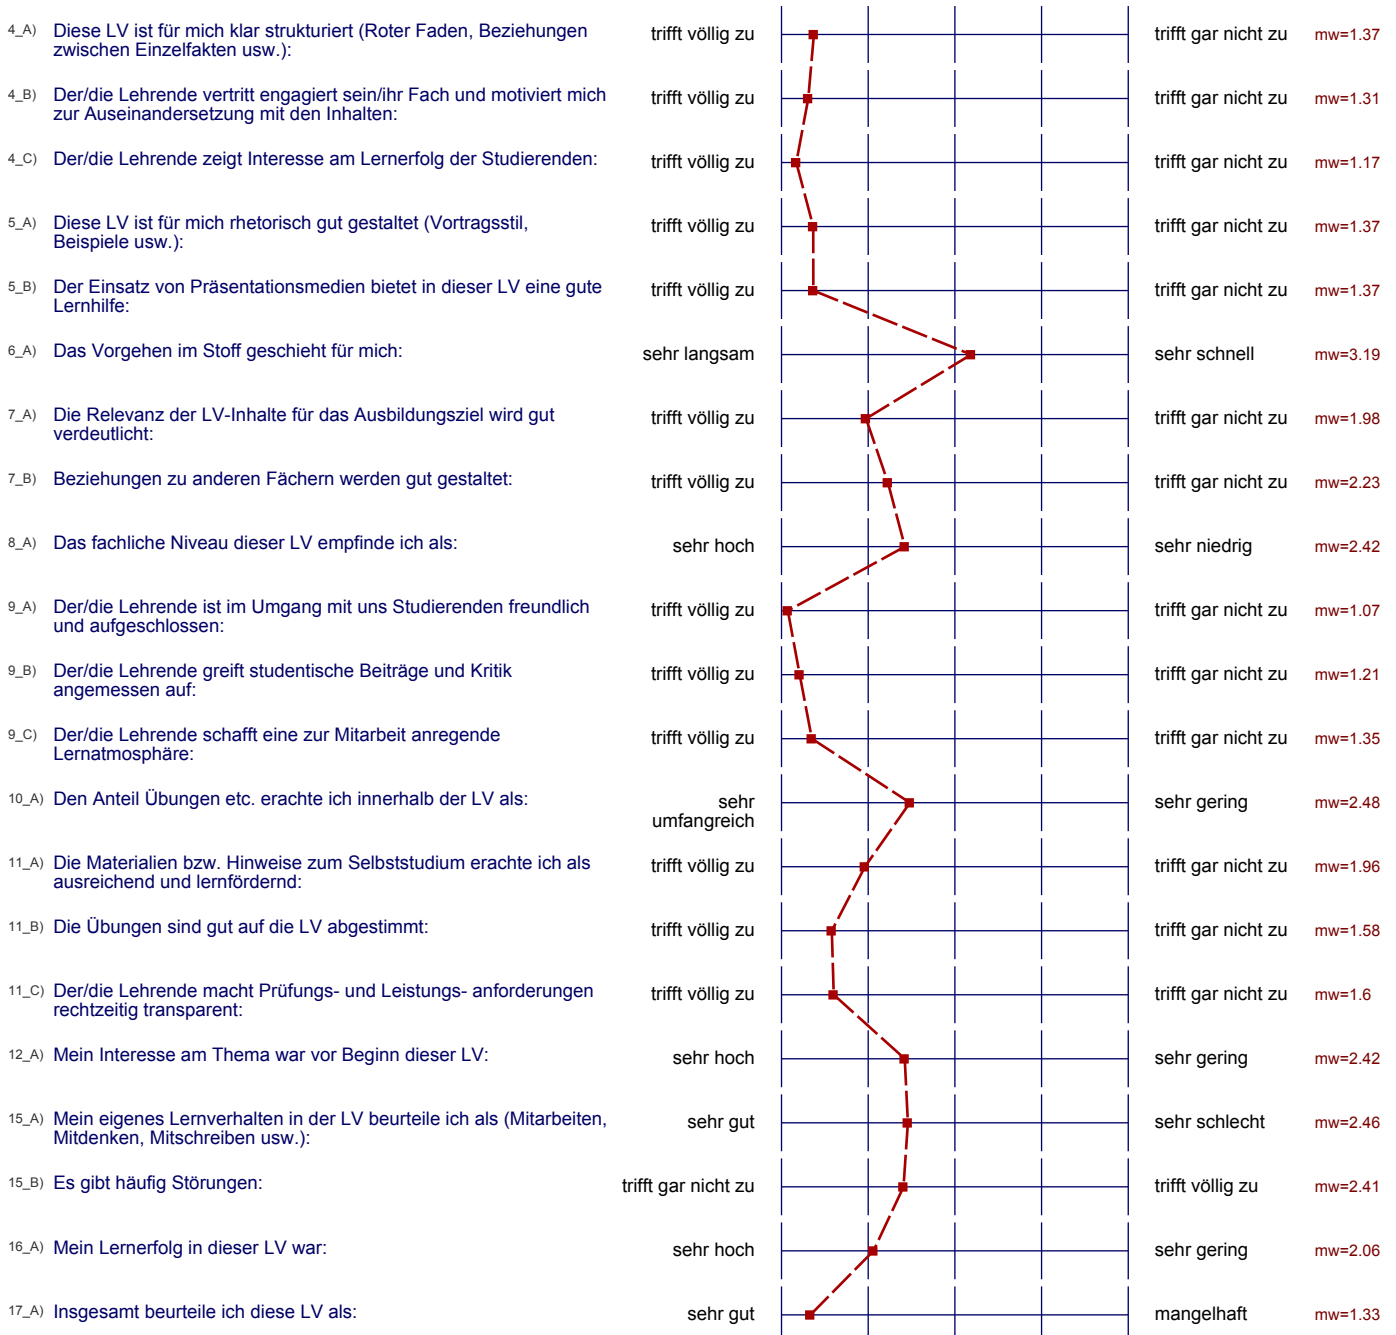 4_A) Diese LV ist für mich klar strukturiert (Roter Faden, Beziehungen
zwischen Einzelfakten usw.):
trifft völlig zu trifft gar nicht zu mw=1.37
4_B) Der/die Lehrende vertritt engagiert sein/ihr Fach und motiviert mich
zur Auseinandersetzung mit den Inhalten:
trifft völlig zu trifft gar nicht zu mw=1.31
4_C) Der/die Lehrende zeigt Interesse am Lernerfolg der Studierenden: trifft völlig zu trifft gar nicht zu mw=1.17
5_A) Diese LV ist für mich rhetorisch gut gestaltet (Vortragsstil,
Beispiele usw.):
trifft völlig zu trifft gar nicht zu mw=1.37
5_B) Der Einsatz von Präsentationsmedien bietet in dieser LV eine gute
Lernhilfe:
trifft völlig zu trifft gar nicht zu mw=1.37
6_A) Das Vorgehen im Stoff geschieht für mich: sehr langsam sehr schnell mw=3.19
7_A) Die Relevanz der LV-Inhalte für das Ausbildungsziel wird gut
verdeutlicht:
trifft völlig zu trifft gar nicht zu mw=1.98
7_B) Beziehungen zu anderen Fächern werden gut gestaltet: trifft völlig zu trifft gar nicht zu mw=2.23
8_A) Das fachliche Niveau dieser LV empfinde ich als: sehr hoch sehr niedrig mw=2.42
9_A) Der/die Lehrende ist im Umgang mit uns Studierenden freundlich
und aufgeschlossen:
trifft völlig zu trifft gar nicht zu mw=1.07
9_B) Der/die Lehrende greift studentische Beiträge und Kritik
angemessen auf:
trifft völlig zu trifft gar nicht zu mw=1.21
9_C) Der/die Lehrende schafft eine zur Mitarbeit anregende
Lernatmosphäre:
trifft völlig zu trifft gar nicht zu mw=1.35
10_A) Den Anteil Übungen etc. erachte ich innerhalb der LV als: sehr
umfangreich
sehr gering mw=2.48
11_A) Die Materialien bzw. Hinweise zum Selbststudium erachte ich als
ausreichend und lernfördernd:
trifft völlig zu trifft gar nicht zu mw=1.96
11_B) Die Übungen sind gut auf die LV abgestimmt: trifft völlig zu trifft gar nicht zu mw=1.58
11_C) Der/die Lehrende macht Prüfungs- und Leistungs- anforderungen
rechtzeitig transparent:
trifft völlig zu trifft gar nicht zu mw=1.6
12_A) Mein Interesse am Thema war vor Beginn dieser LV: sehr hoch sehr gering mw=2.42
15_A) Mein eigenes Lernverhalten in der LV beurteile ich als (Mitarbeiten,
Mitdenken, Mitschreiben usw.):
sehr gut sehr schlecht mw=2.46
15_B) Es gibt häufig Störungen: trifft gar nicht zu trifft völlig zu mw=2.41
16_A) Mein Lernerfolg in dieser LV war: sehr hoch sehr gering mw=2.06
17_A) Insgesamt beurteile ich diese LV als: sehr gut mangelhaft mw=1.33